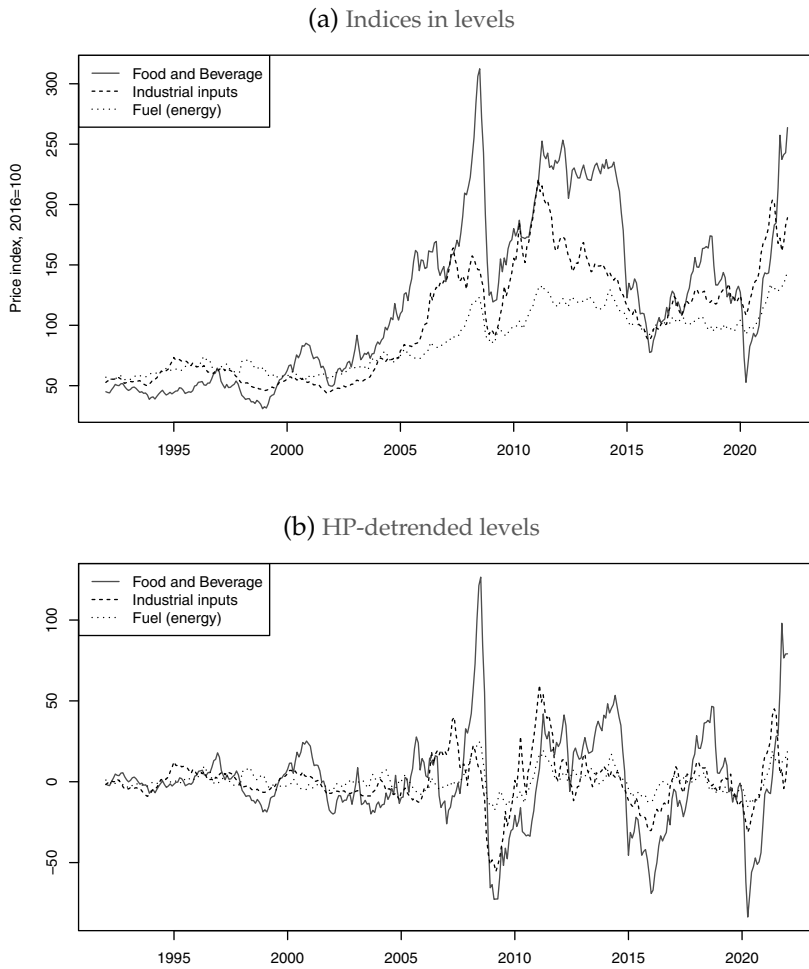 (a) Indices in levels
Food and Beverage
Industrial inputs
Fuel (energy)
Price index, 2016=100
300
250
200
150
100
50
1995 2000 2005 2010 2015 2020
(b) HP-detrended levels
Food and Beverage
Industrial inputs
Fuel (energy)
100
50
0
−50
1995 2000 2005 2010 2015 2020